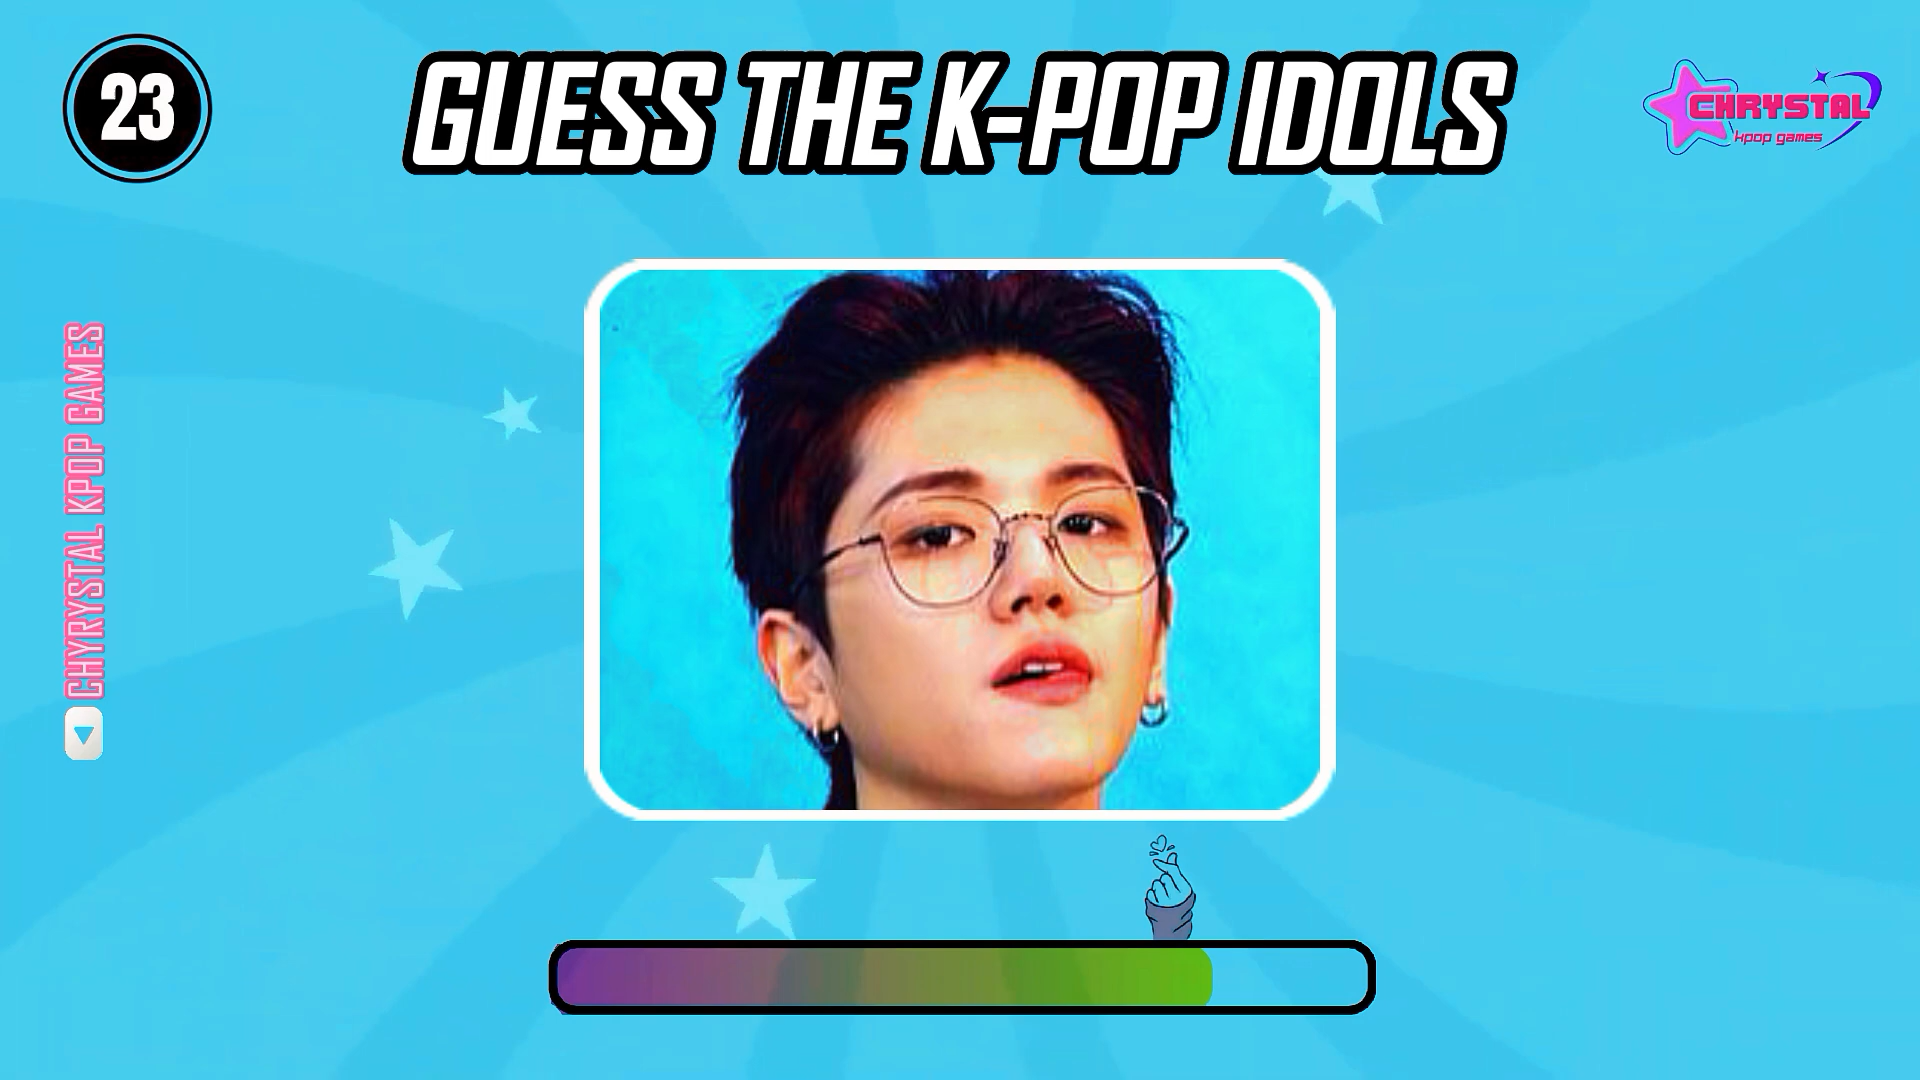 23
GUESS THE K-POP IDOLS
CHRYSTAL
kpop games
CHYRYSTAL KPOP GAMES